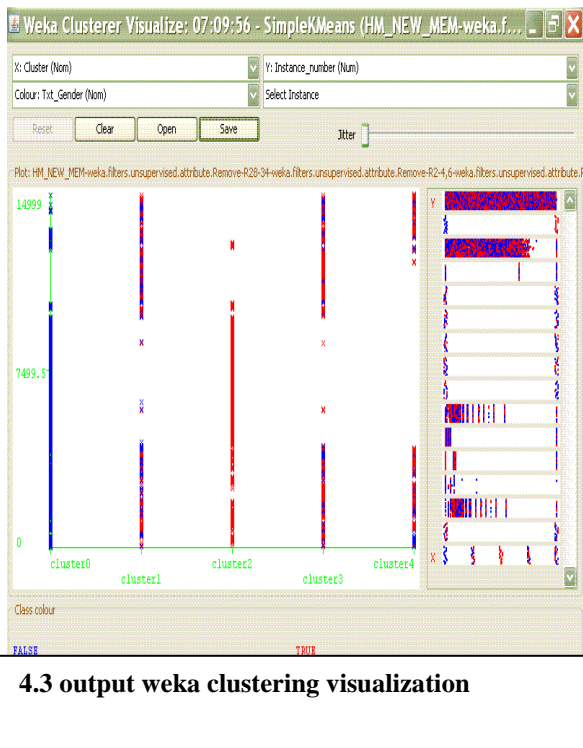 Weka Clusterer Visualize: 07:09:56 - SimpleKMeans (HM_NEW_MEM-weka.f...
X: Cluster (Nom) Y: Instance_number (Num)
Colour: Txt_Gender (Nom) Select Instance
Reset Clear Open Save Jitter
Plot: HM_NEW_MEM-weka.filters.unsupervised.attribute.Remove-R28-34-weka.filters.unsupervised.attribute.Remove-R2-4,6-weka.filters.unsupervised.attribute.F
14999
7499.5
0
cluster0 cluster1 cluster2 cluster3 cluster4
Y
X
Class colour
FALSE TRUE
4.3 output weka clustering visualization